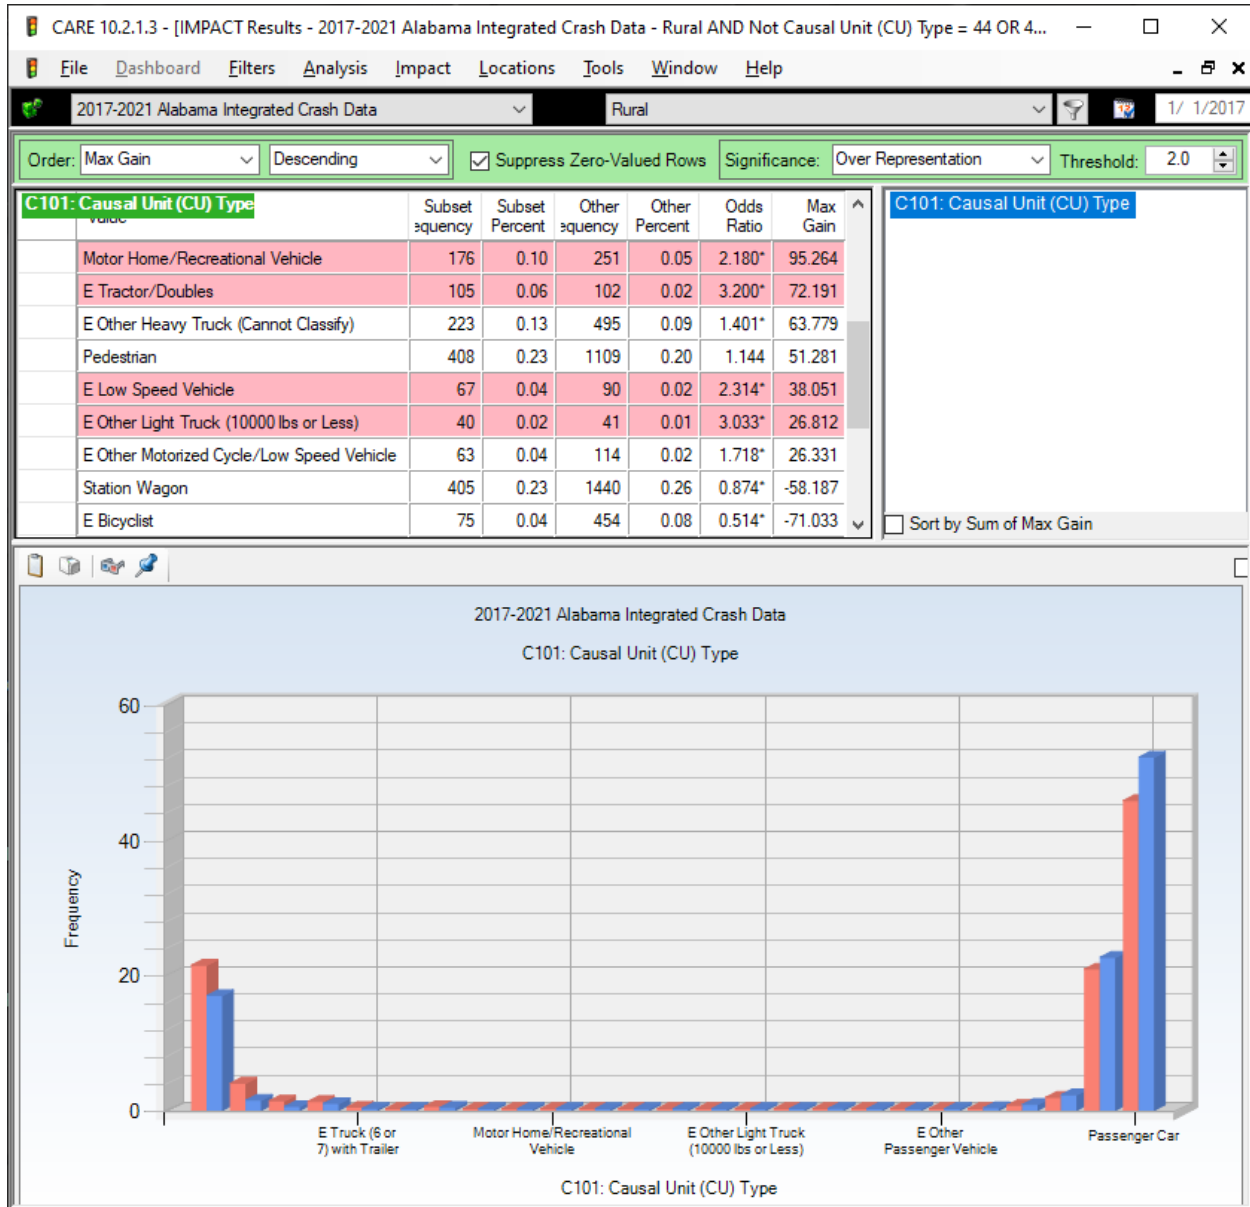 CARE 10.2.1.3 - [IMPACT Results - 2017-2021 Alabama Integrated Crash Data - Rural AND Not Causal Unit (CU) Type = 44 OR 4...
File Dashboard Filters Analysis Impact Locations Tools Window Help
2017-2021 Alabama Integrated Crash Data Rural 1/ 1/2017
Order: Max Gain Descending Suppress Zero-Valued Rows Significance: Over Representation Threshold: 2.0
C101: Causal Unit (CU) Type Subset Subset Other Other Odds Max
equency Percent equency Percent Ratio Gain
Motor Home/Recreational Vehicle 176 0.10 251 0.05 2.180* 95.264
E Tractor/Doubles 105 0.06 102 0.02 3.200* 72.191
E Other Heavy Truck (Cannot Classify) 223 0.13 495 0.09 1.401* 63.779
Pedestrian 408 0.23 1109 0.20 1.144 51.281
E Low Speed Vehicle 67 0.04 90 0.02 2.314* 38.051
E Other Light Truck (10000 lbs or Less) 40 0.02 41 0.01 3.033* 26.812
E Other Motorized Cycle/Low Speed Vehicle 63 0.04 114 0.02 1.718* 26.331
Station Wagon 405 0.23 1440 0.26 0.874* -58.187
E Bicyclist 75 0.04 454 0.08 0.514* -71.033
C101: Causal Unit (CU) Type
Sort by Sum of Max Gain
2017-2021 Alabama Integrated Crash Data
C101: Causal Unit (CU) Type
60
40
20
0
Frequency
E Truck (6 or
7) with Trailer
Motor Home/Recreational
Vehicle
E Other Light Truck
(10000 lbs or Less)
E Other
Passenger Vehicle
Passenger Car
C101: Causal Unit (CU) Type